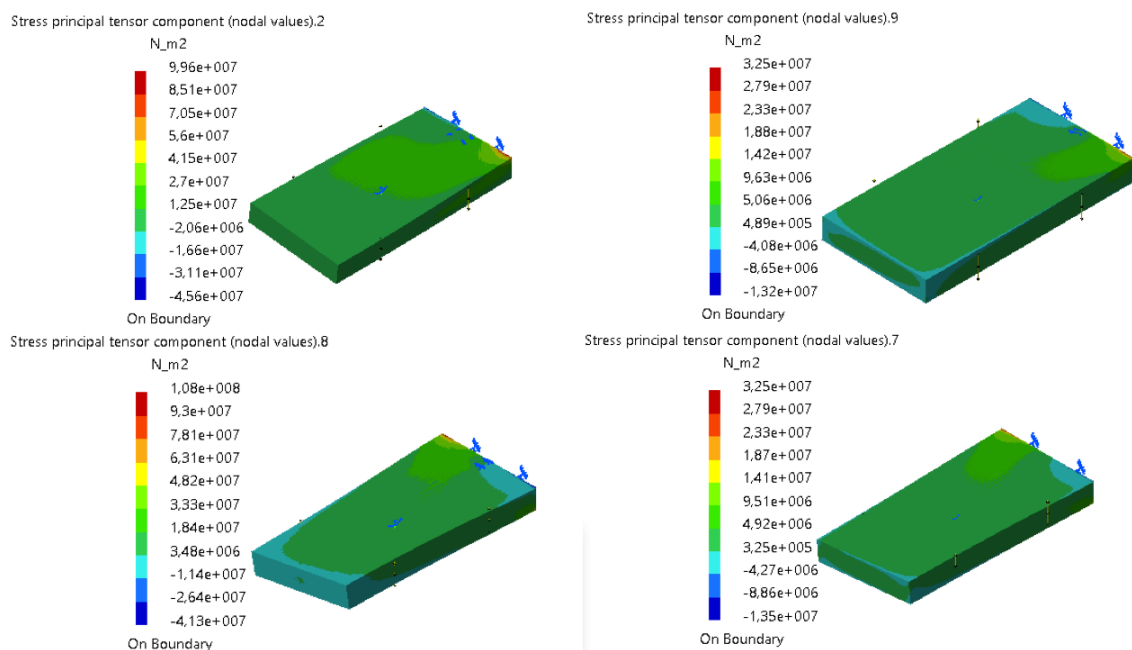 Stress principal tensor component (nodal values).2
N_m2
9,96e+007
8,51e+007
7,05e+007
5,6e+007
4,15e+007
2,7e+007
1,25e+007
-2,06e+006
-1,66e+007
-3,11e+007
-4,56e+007
On Boundary
Stress principal tensor component (nodal values).9
N_m2
3,25e+007
2,79e+007
2,33e+007
1,88e+007
1,42e+007
9,63e+006
5,06e+006
4,89e+005
-4,08e+006
-8,65e+006
-1,32e+007
On Boundary
Stress principal tensor component (nodal values).8
N_m2
1,08e+008
9,3e+007
7,81e+007
6,31e+007
4,82e+007
3,33e+007
1,84e+007
3,48e+006
-1,14e+007
-2,64e+007
-4,13e+007
On Boundary
Stress principal tensor component (nodal values).7
N_m2
3,25e+007
2,79e+007
2,33e+007
1,87e+007
1,41e+007
9,51e+006
4,92e+006
3,25e+005
-4,27e+006
-8,86e+006
-1,35e+007
On Boundary